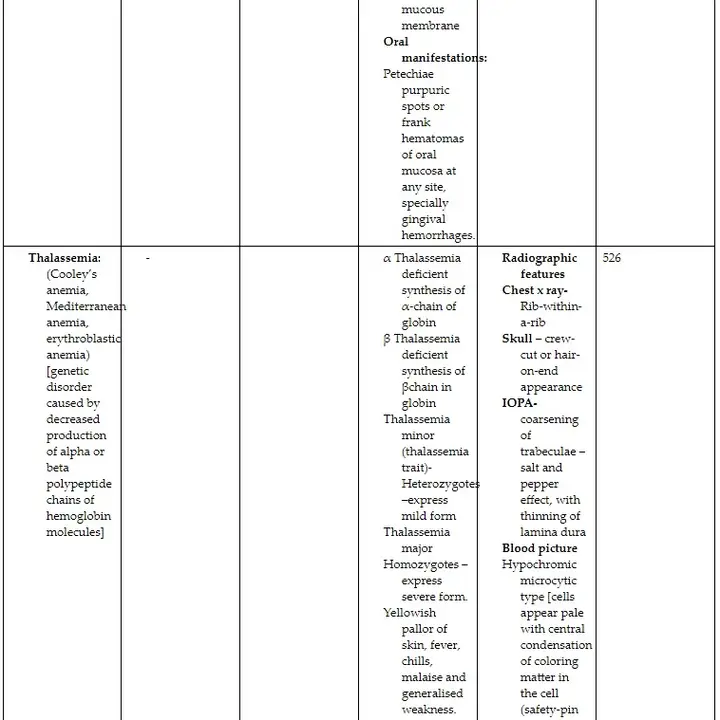 mucous
membrane
Oral
manifestations:
Petechiae
purpuric
spots or
frank
hematomas
of oral
mucosa at
any site,
specially
gingival
hemorrhages.
Thalassemia:
(Cooley's
anemia,
Mediterranean
anemia,
erythroblastic
anemia)
[genetic
disorder
caused by
decreased
production
of alpha or
beta
polypeptide
chains of
hemoglobin
molecules]
-
α Thalassemia
deficient
synthesis of
α-chain of
globin
β Thalassemia
deficient
synthesis of
βchain in
globin
Thalassemia
minor
(thalassemia
trait)-
Heterozygotes
–express
mild form
Thalassemia
major
Homozygotes –
express
severe form.
Yellowish
pallor of
skin, fever,
chills,
malaise and
generalised
weakness.
Radiographic
features
Chest x ray-
Rib-within-
a-rib
Skull – crew-
cut or hair-
on-end
appearance
IOPA-
coarsening
of
trabeculae –
salt and
pepper
effect, with
thinning of
lamina dura
Blood picture
Hypochromic
microcytic
type [cells
appear pale
with central
condensation
of coloring
matter in
the cell
(safety-pin
526